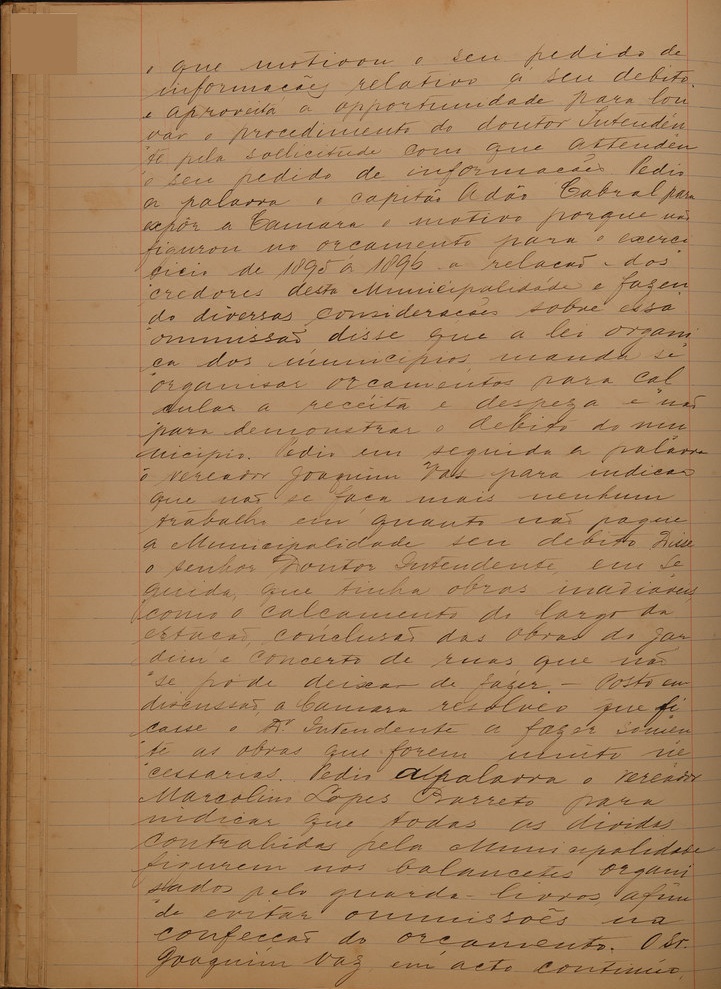 o que motivou o seu pedido de
informações relativo a seu debito,
e aproveita a opportunidade para lou
var o procedimento do doutor Intenden
te pela sollicitude com que attendeu
o seu pedido de informações Pedio
a palavra o capitão Adão Cabral para
expôr a Camara o motivo porque não
figurou no orçamento para o exerci
cicio de 1895 á 1896 a relação dos
credores desta Municipalidade e fazen
do diversas considerações sobre essa
ommissão disse que a lei organi
ca dos municipios manda se
organisar orçamentos para cal
cular a receita e despeza e não
para demonstrar o debito do mu
nicipio. Pedio em seguida a palavra
o vereador Joaquim Vaz para indicar
que não se faça mais nenhum
trabalho em quanto não pague
a Municipalidade seu debito Disse
o senhor Doutor Intendente, em se
guida, que tinha obras inadiaveis
como o calçamento do largo da
estação, conclusão das obras do jar
dim e concerto de ruas que não
se póde deixar de fazer. — Posto em
discussão, a Camara resolveo que fi
casse o Dr Intendente a fazer somen
te as obras que forem muito ne
cessarias. Pedio a palavra o vereador
Marcolino Lopes Barreto para
indicar que todas as dividas
contrahidas pela Municipalidade
figurem nos balancetes organi
sados pelo guarda-livros, afim
de evitar ommissões na
confecção do orçamento. O Sr.
Joaquim Vaz em acto continuo,